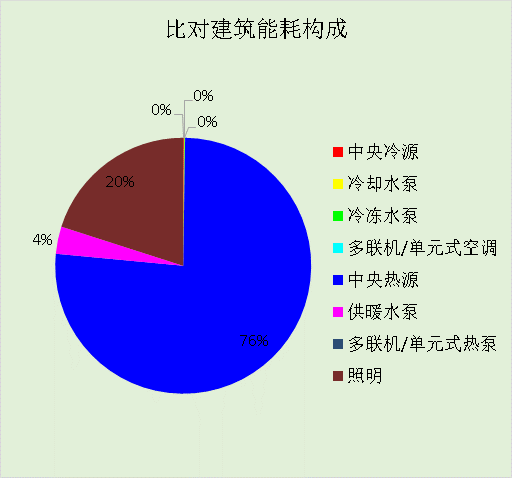 比对建筑能耗构成
0%
0%
0%
20%
4%
76%
中央冷源
冷却水泵
冷冻水泵
多联机/单元式空调
中央热源
供暖水泵
多联机/单元式热泵
照明